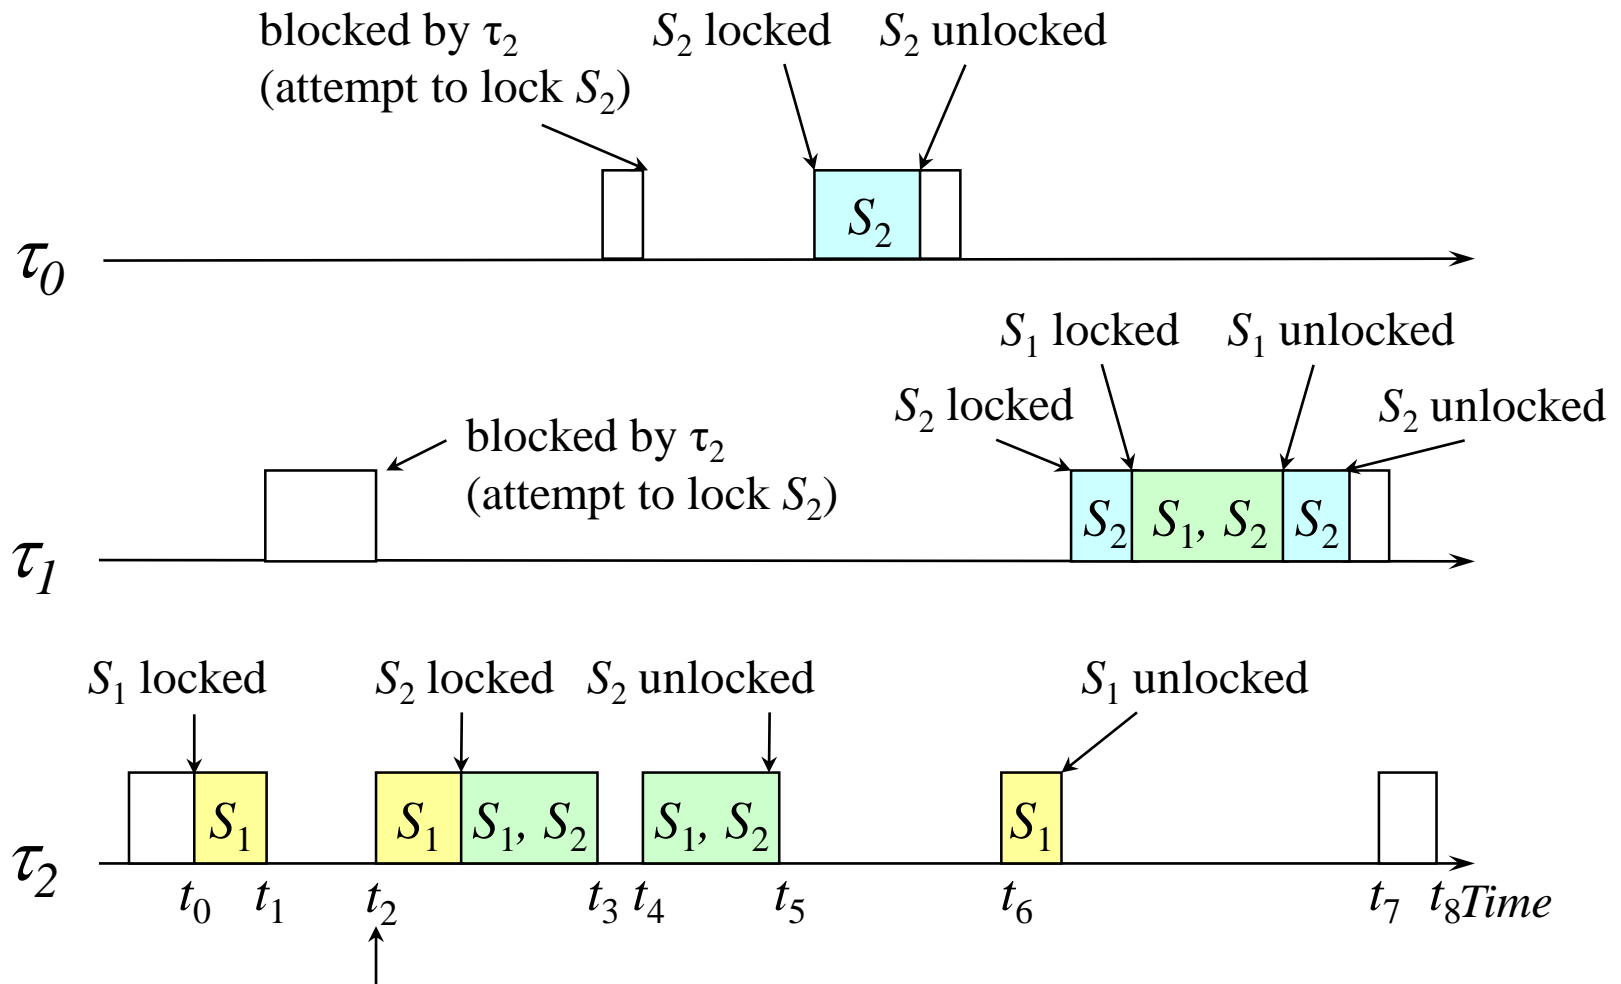 blocked by τ₂
(attempt to lock S₂)
S₂ locked
S₂ unlocked
S₂
τ₀
S₁ locked
S₁ unlocked
S₂ locked
S₂ unlocked
blocked by τ₂
(attempt to lock S₂)
S₂
S₁, S₂
S₂
τ₁
S₁ locked
S₂ locked
S₂ unlocked
S₁ unlocked
S₁
S₁
S₁, S₂
S₁, S₂
S₁
τ₂
t₀ t₁ t₂ t₃ t₄ t₅ t₆ t₇ t₈ Time